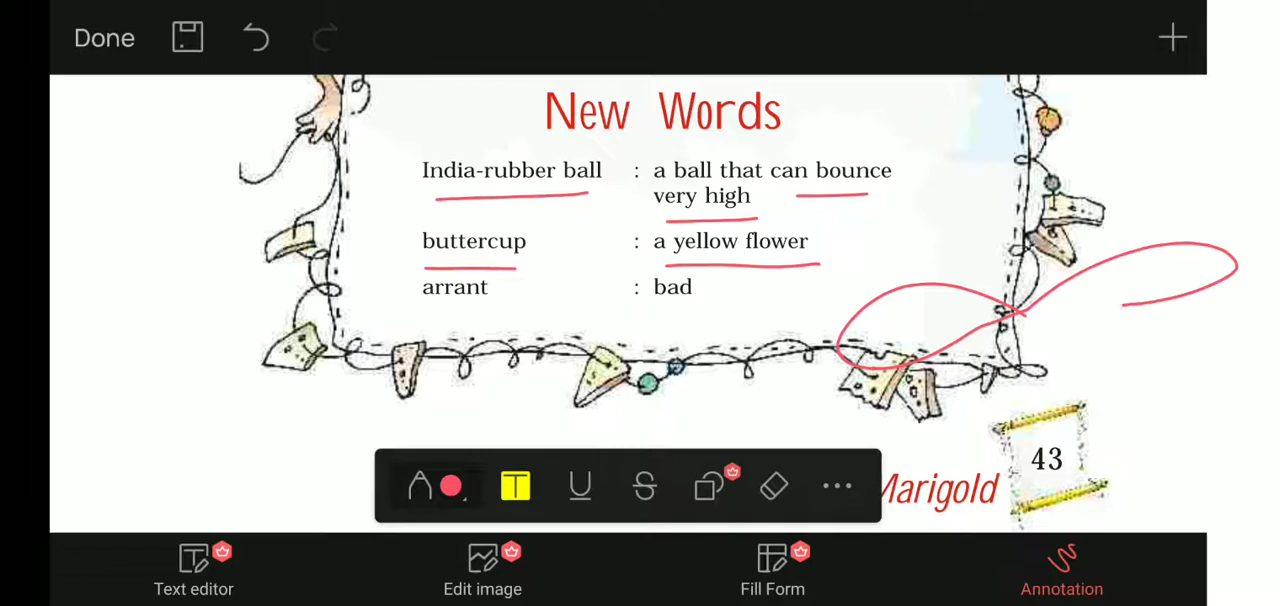 Done
New Words
India-rubber ball : a ball that can bounce
very high
buttercup : a yellow flower
arrant : bad
43
Marigold
Text editor
Edit image
Fill Form
Annotation